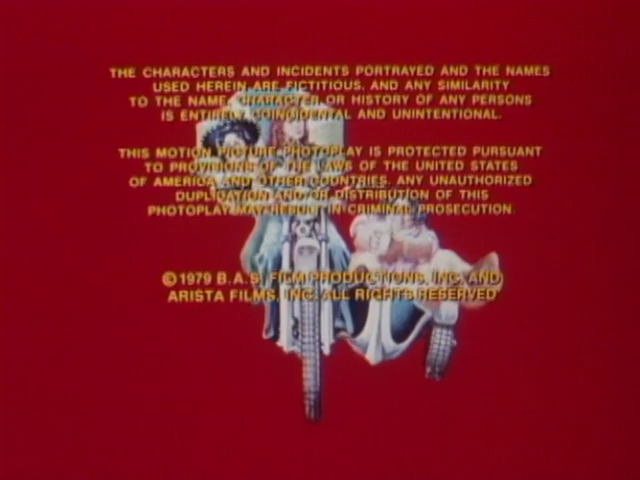 THE CHARACTERS AND INCIDENTS PORTRAYED AND THE NAMES
USED HEREIN ARE FICTITIOUS, AND ANY SIMILARITY
TO THE NAME, CHARACTER OR HISTORY OF ANY PERSONS
IS ENTIRELY COINCIDENTAL AND UNINTENTIONAL.
THIS MOTION PICTURE PHOTOPLAY IS PROTECTED PURSUANT
TO PROVISIONS OF THE LAWS OF THE UNITED STATES
OF AMERICA AND OTHER COUNTRIES. ANY UNAUTHORIZED
DUPLICATION AND/OR DISTRIBUTION OF THIS
PHOTOPLAY MAY RESULT IN CRIMINAL PROSECUTION.
© 1979 B.A.S. FILM PRODUCTIONS, INC. AND
ARISTA FILMS, INC. ALL RIGHTS RESERVED